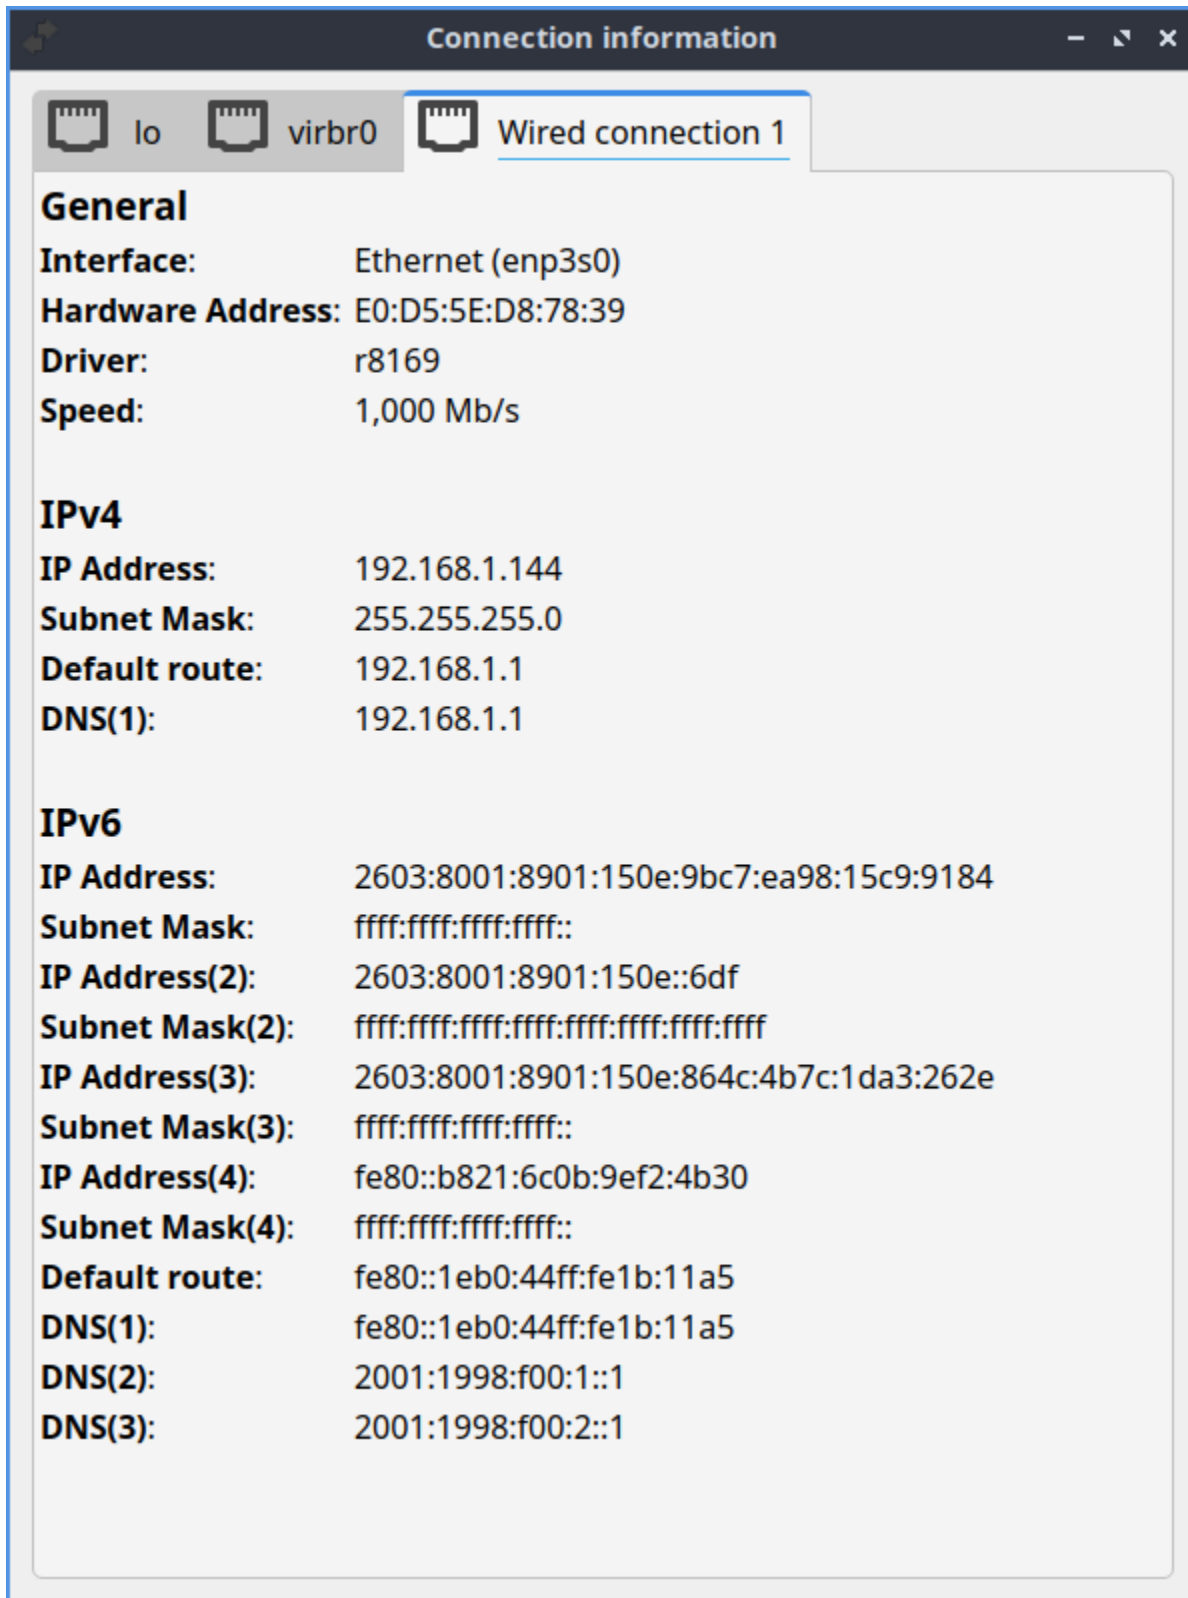 Connection information
lo virbr0 Wired connection 1
General
Interface: Ethernet (enp3s0)
Hardware Address: E0:D5:5E:D8:78:39
Driver: r8169
Speed: 1,000 Mb/s
IPv4
IP Address: 192.168.1.144
Subnet Mask: 255.255.255.0
Default route: 192.168.1.1
DNS(1): 192.168.1.1
IPv6
IP Address: 2603:8001:8901:150e:9bc7:ea98:15c9:9184
Subnet Mask: ffff:ffff:ffff:ffff::
IP Address(2): 2603:8001:8901:150e::6df
Subnet Mask(2): ffff:ffff:ffff:ffff:ffff:ffff:ffff:ffff
IP Address(3): 2603:8001:8901:150e:864c:4b7c:1da3:262e
Subnet Mask(3): ffff:ffff:ffff:ffff::
IP Address(4): fe80::b821:6c0b:9ef2:4b30
Subnet Mask(4): ffff:ffff:ffff:ffff::
Default route: fe80::1eb0:44ff:fe1b:11a5
DNS(1): fe80::1eb0:44ff:fe1b:11a5
DNS(2): 2001:1998:f00:1::1
DNS(3): 2001:1998:f00:2::1